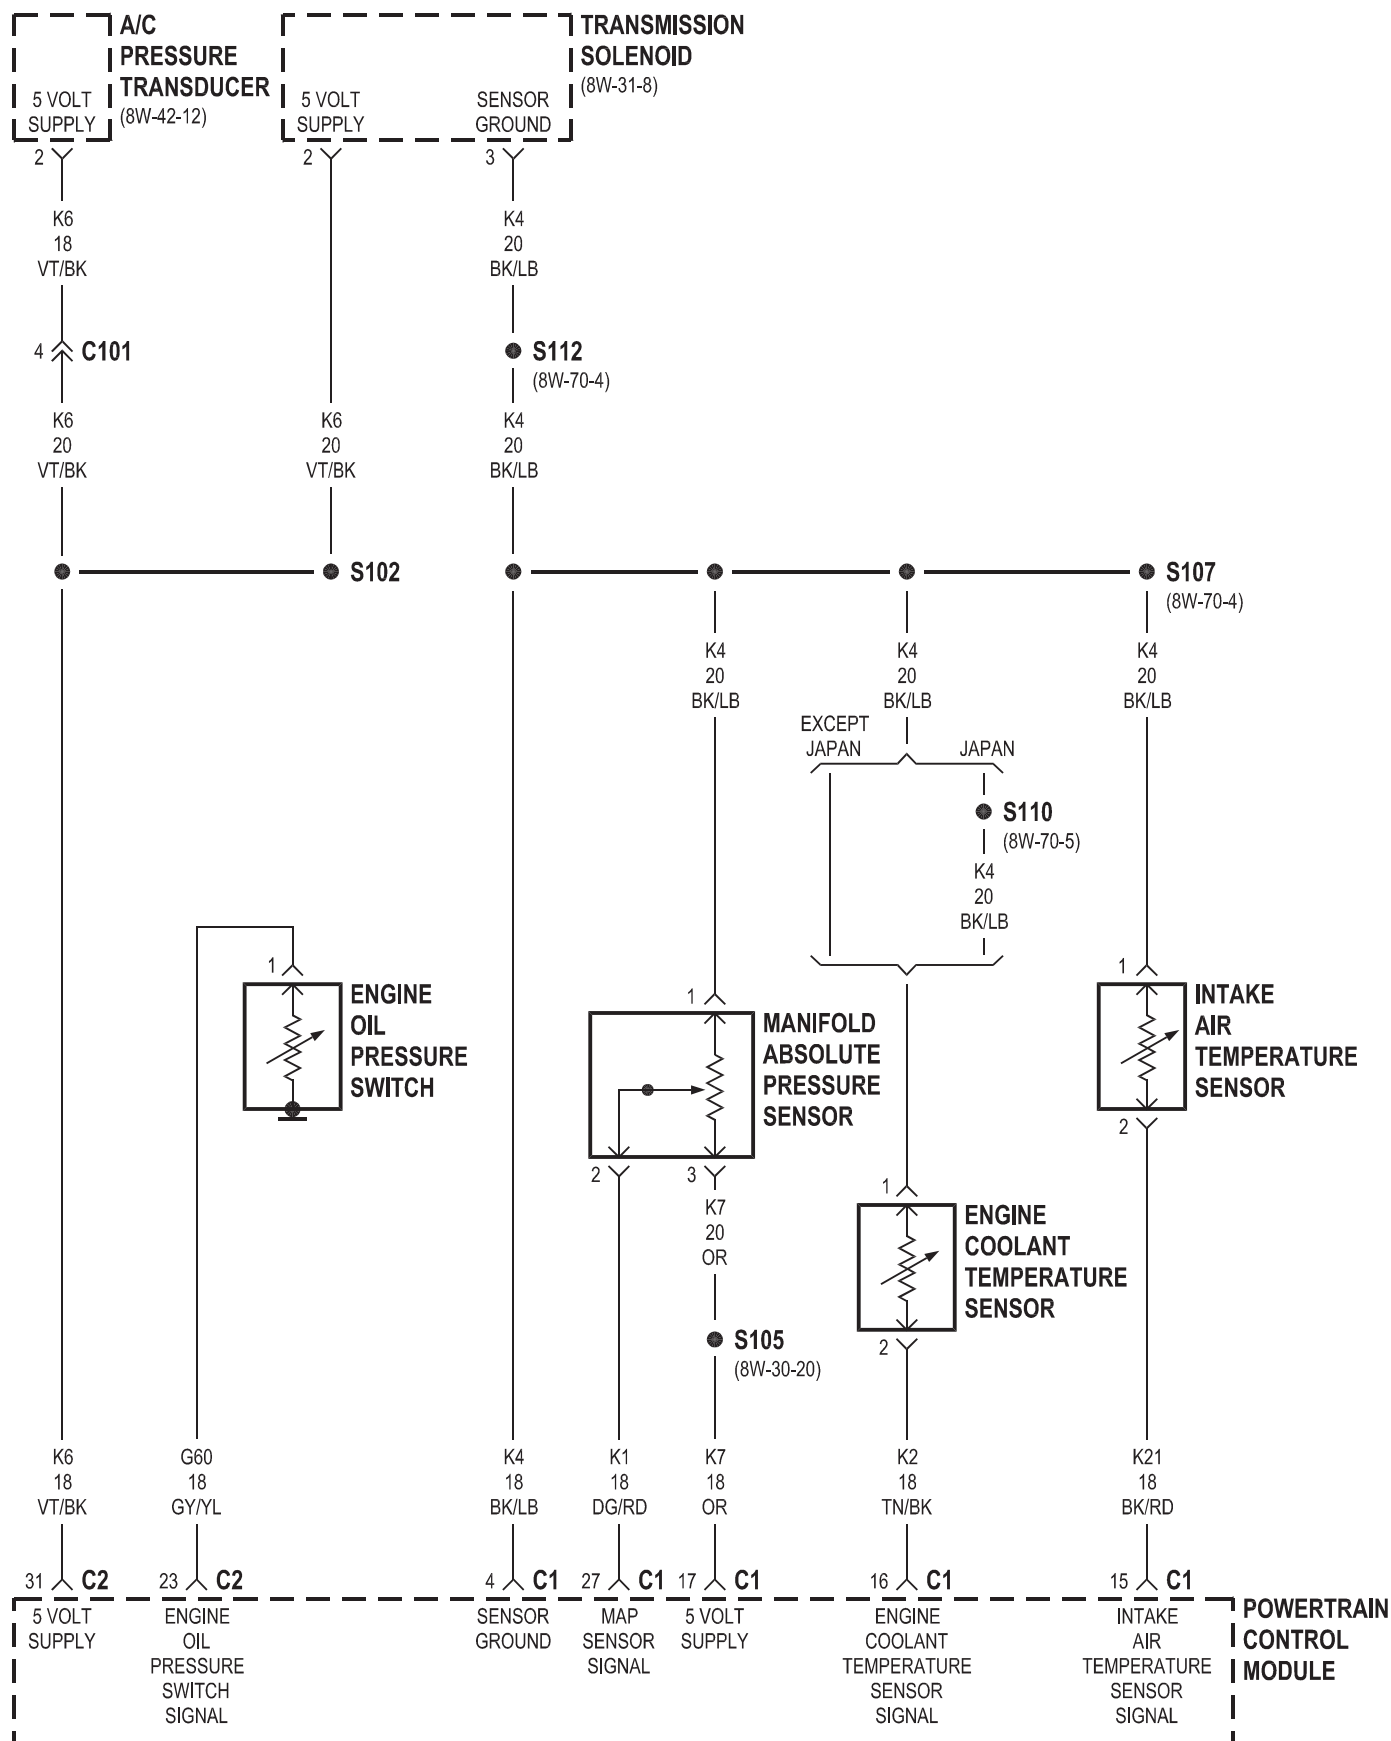 A/C
PRESSURE
TRANSDUCER
(8W-42-12)
5 VOLT
SUPPLY
TRANSMISSION
SOLENOID
(8W-31-8)
5 VOLT
SUPPLY
SENSOR
GROUND
2
2
3
K6
18
VT/BK
K4
20
BK/LB
4
C101
S112
(8W-70-4)
K6
20
VT/BK
K6
20
VT/BK
K4
20
BK/LB
S102
S107
(8W-70-4)
K4
20
BK/LB
K4
20
BK/LB
K4
20
BK/LB
EXCEPT
JAPAN
JAPAN
S110
(8W-70-5)
K4
20
BK/LB
1
ENGINE
OIL
PRESSURE
SWITCH
1
MANIFOLD
ABSOLUTE
PRESSURE
SENSOR
2
3
1
INTAKE
AIR
TEMPERATURE
SENSOR
2
K7
20
OR
1
ENGINE
COOLANT
TEMPERATURE
SENSOR
2
S105
(8W-30-20)
K6
18
VT/BK
G60
18
GY/YL
K4
18
BK/LB
K1
18
DG/RD
K7
18
OR
K2
18
TN/BK
K21
18
BK/RD
31 C2
23 C2
4 C1
27 C1
17 C1
16 C1
15 C1
5 VOLT
SUPPLY
ENGINE
OIL
PRESSURE
SWITCH
SIGNAL
SENSOR
GROUND
MAP
SENSOR
SIGNAL
5 VOLT
SUPPLY
ENGINE
COOLANT
TEMPERATURE
SENSOR
SIGNAL
INTAKE
AIR
TEMPERATURE
SENSOR
SIGNAL
POWERTRAIN
CONTROL
MODULE